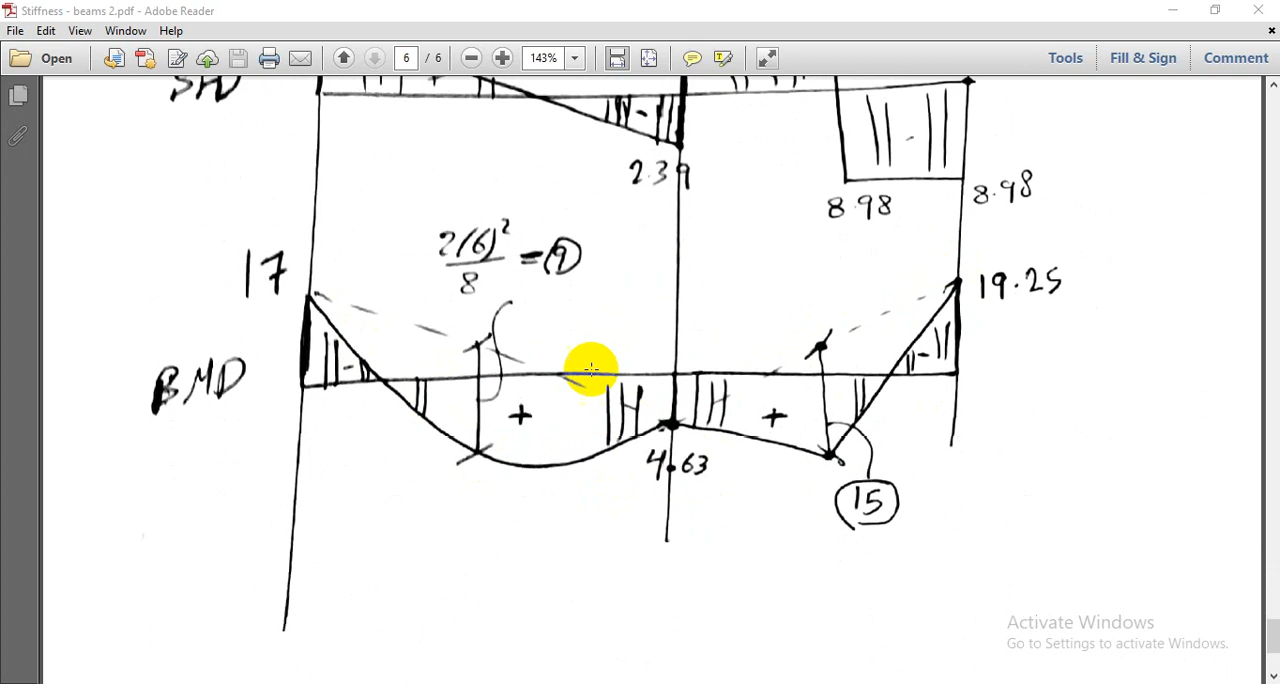 Stiffness - beams 2.pdf - Adobe Reader
File Edit View Window Help
Open 6 / 6 143% Tools Fill & Sign Comment
SFD
2.39
8.98
8.98
2(6)²
8
= 9
17
19.25
BMD
-
+
+
-
4.63
15
Activate Windows
Go to Settings to activate Windows.